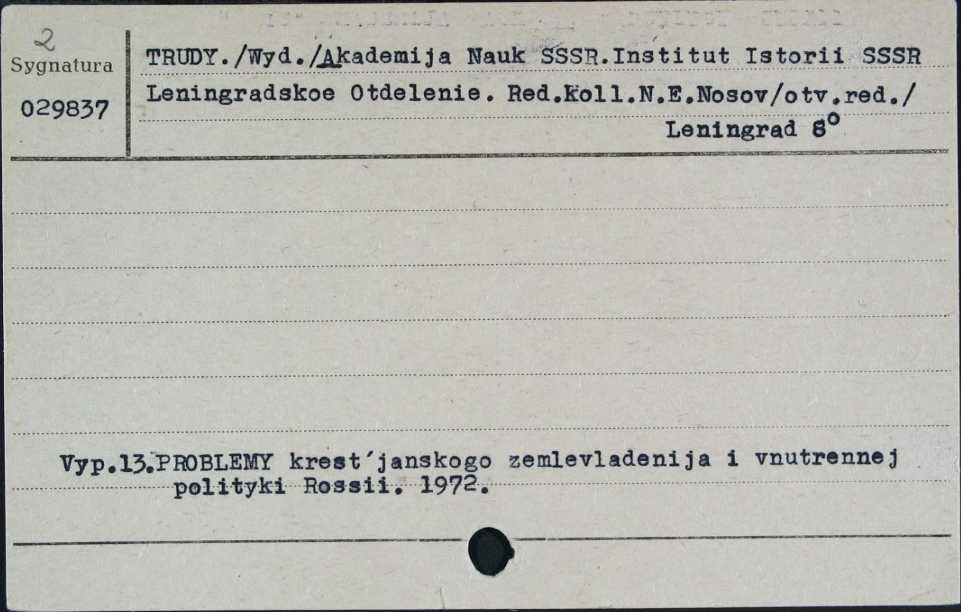 2
Sygnatura
029837
TRUDY./Wyd./Akademija Nauk SSSR.Institut Istorii SSSR
Leningradskoe Otdelenie. Red.koll.N.E.Nosov/otv.red./
Leningrad 8º
Vyp.13.PROBLEMY krest´janskogo zemlevladenija i vnutrennej
polityki Rossii. 1972.